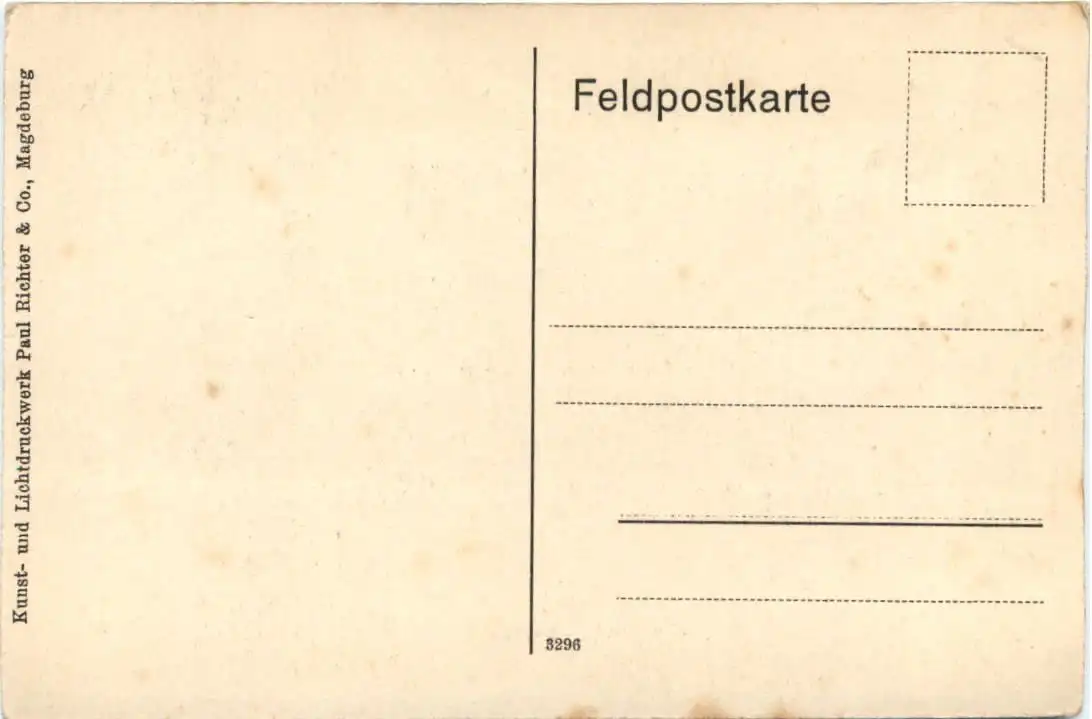 Kunst- und Lichtdruckwerk Paul Richter & Co., Magdeburg
Feldpostkarte
3296